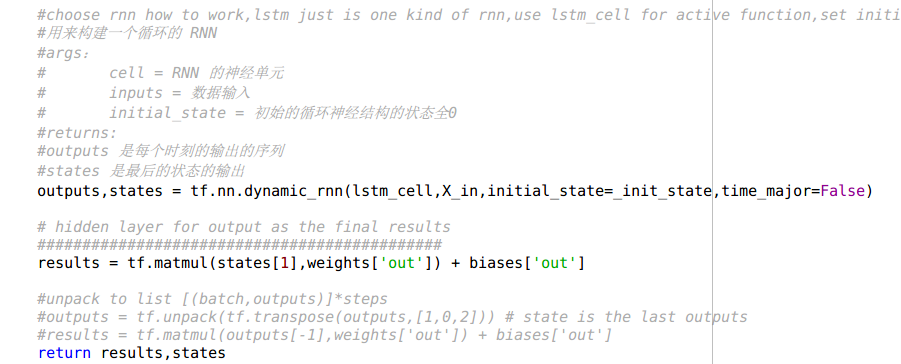 #choose rnn how to work,lstm just is one kind of rnn,use lstm_cell for active function,set initi
#用来构建一个循环的 RNN
#args：
#       cell = RNN 的神经单元
#       inputs = 数据输入
#       initial_state = 初始的循环神经结构的状态全0
#returns:
#outputs 是每个时刻的输出的序列
#states 是最后的状态的输出
outputs,states = tf.nn.dynamic_rnn(lstm_cell,X_in,initial_state=_init_state,time_major=False)
# hidden layer for output as the final results
#############################################
results = tf.matmul(states[1],weights['out']) + biases['out']
#unpack to list [(batch,outputs)]*steps
#outputs = tf.unpack(tf.transpose(outputs,[1,0,2])) # state is the last outputs
#results = tf.matmul(outputs[-1],weights['out']) + biases['out']
return results,states